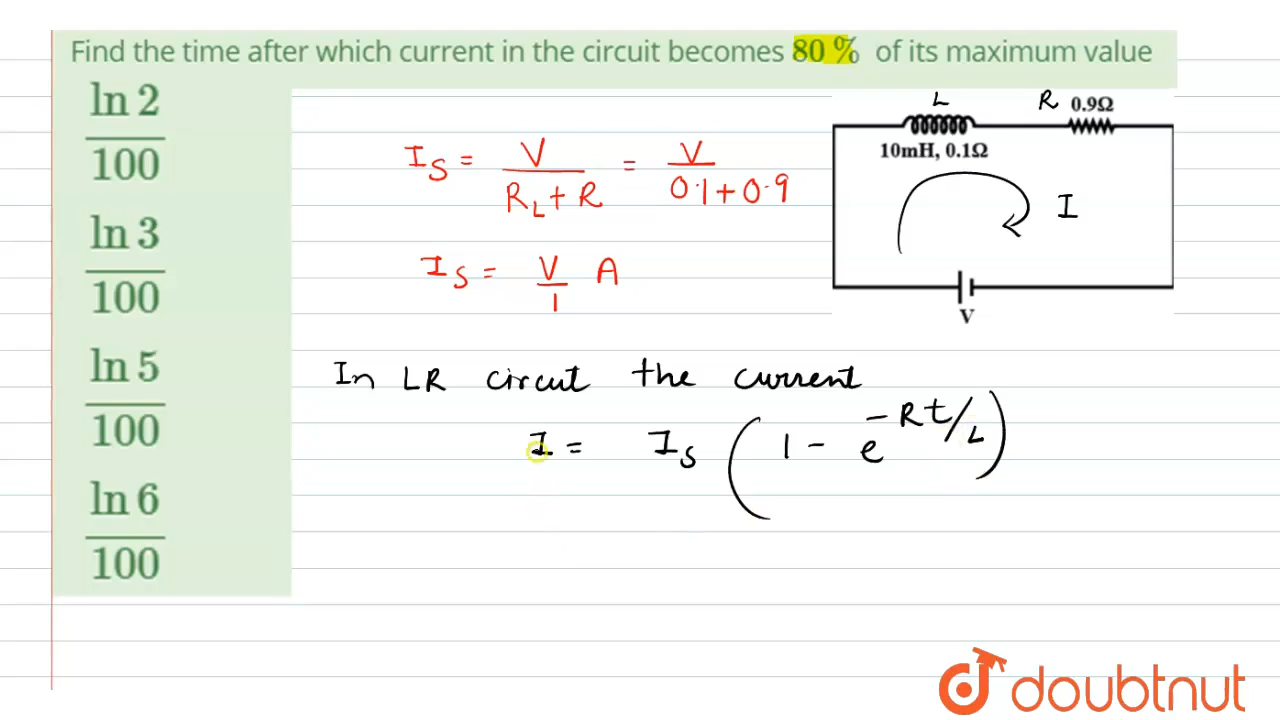 Find the time after which current in the circuit becomes 80 % of its maximum value
ln 2
100
ln 3
100
ln 5
100
ln 6
100
L
R 0.9Ω
10mH, 0.1Ω
I
V
I_S = V / (R_L + R) = V / (0.1 + 0.9)
I_S = V / 1 A
In LR circut the current
I = I_S ( 1 - e^{-Rt/L} )
doubtnut